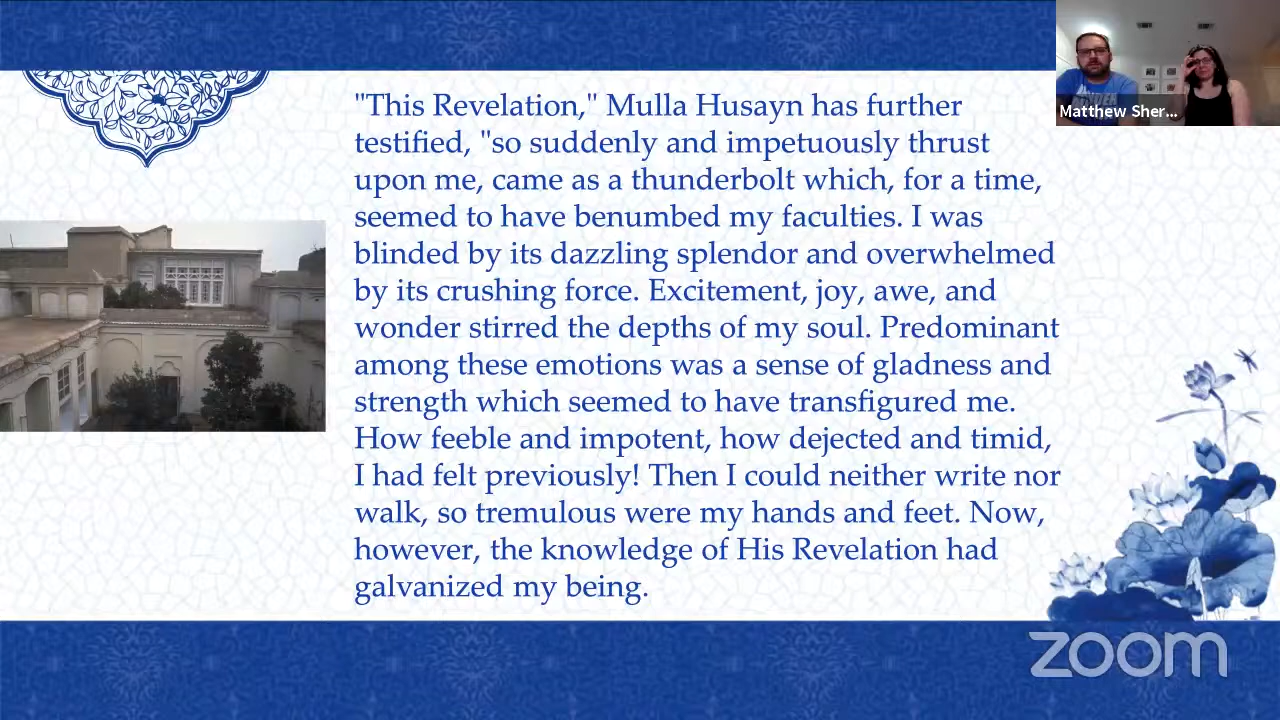 "This Revelation," Mulla Husayn has further
testified, "so suddenly and impetuously thrust
upon me, came as a thunderbolt which, for a time,
seemed to have benumbed my faculties. I was
blinded by its dazzling splendor and overwhelmed
by its crushing force. Excitement, joy, awe, and
wonder stirred the depths of my soul. Predominant
among these emotions was a sense of gladness and
strength which seemed to have transfigured me.
How feeble and impotent, how dejected and timid,
I had felt previously! Then I could neither write nor
walk, so tremulous were my hands and feet. Now,
however, the knowledge of His Revelation had
galvanized my being.
Matthew Sher...
zoom